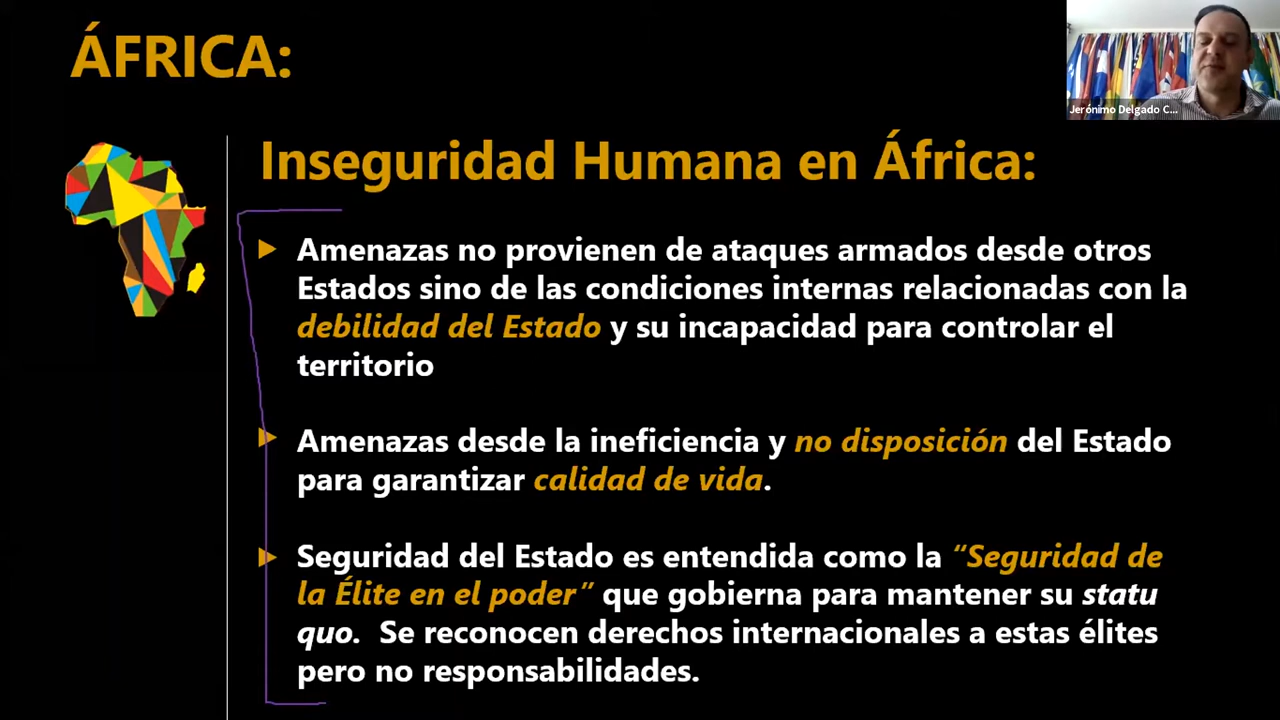 ÁFRICA:
Jerónimo Delgado C...
Inseguridad Humana en África:
Amenazas no provienen de ataques armados desde otros
Estados sino de las condiciones internas relacionadas con la
debilidad del Estado y su incapacidad para controlar el
territorio
Amenazas desde la ineficiencia y no disposición del Estado
para garantizar calidad de vida.
Seguridad del Estado es entendida como la “Seguridad de
la Élite en el poder” que gobierna para mantener su statu
quo. Se reconocen derechos internacionales a estas élites
pero no responsabilidades.